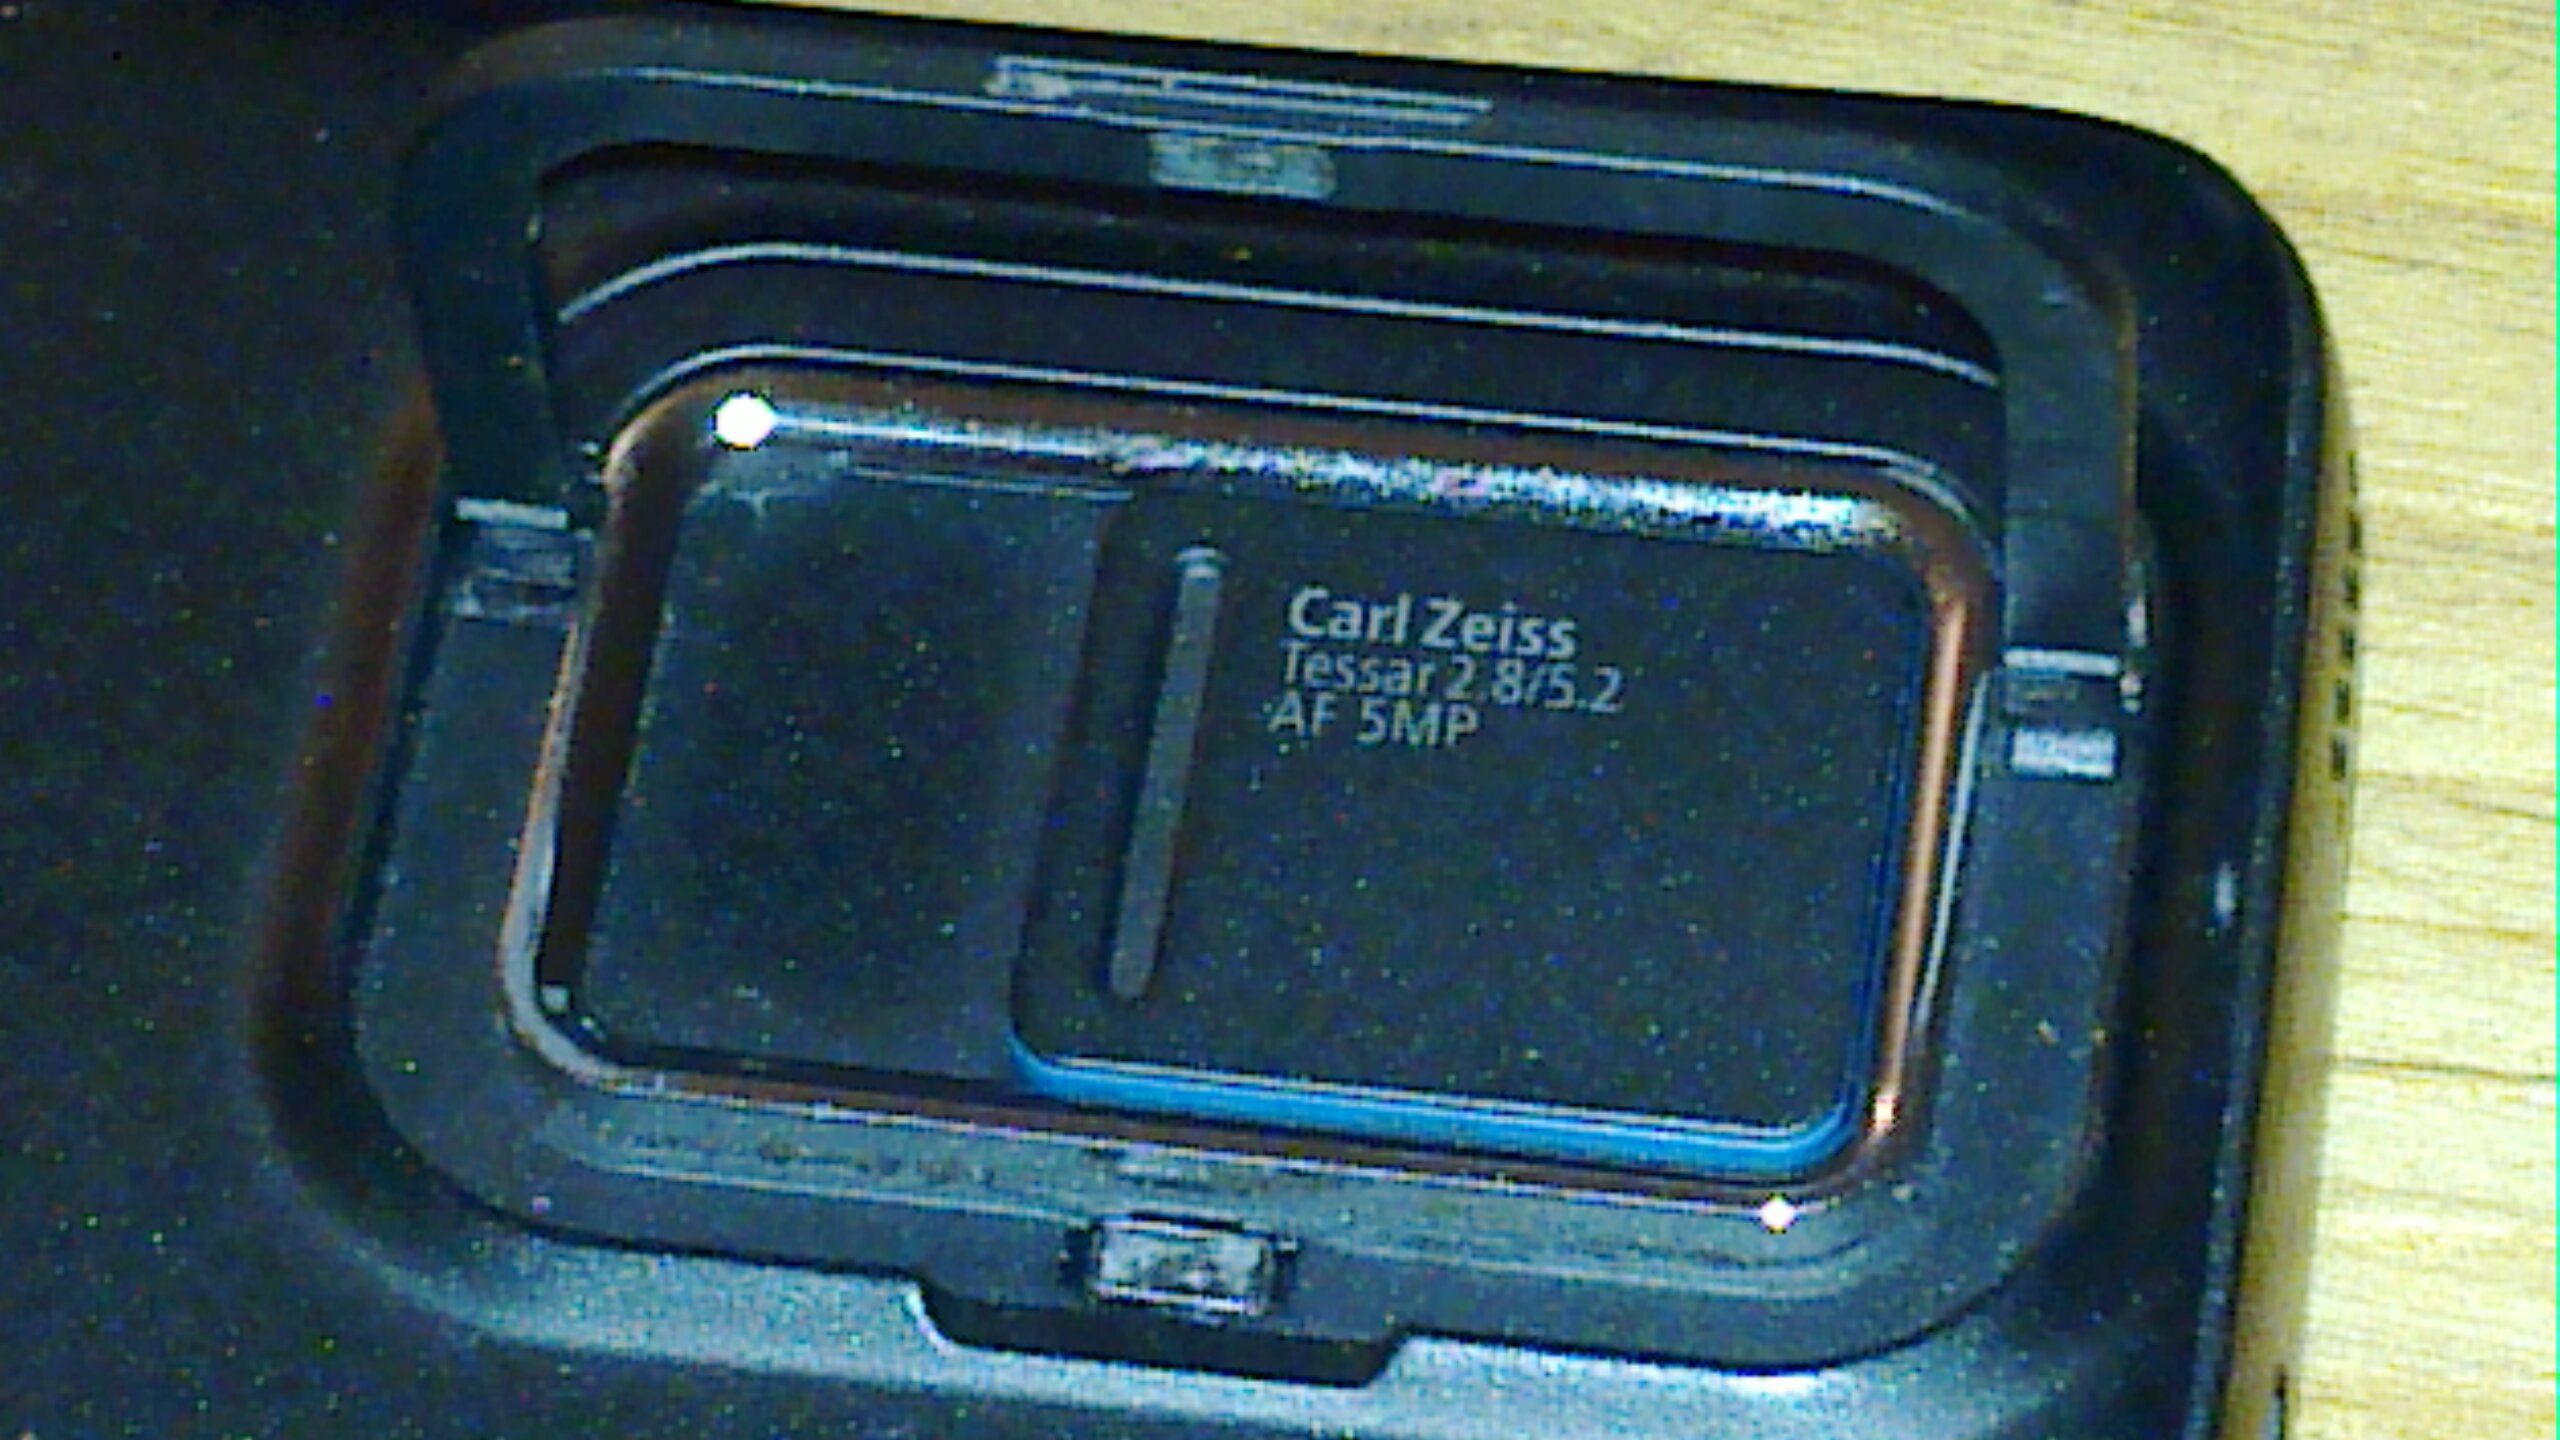 Carl Zeiss
Tessar 2.8/5.2
AF 5MP